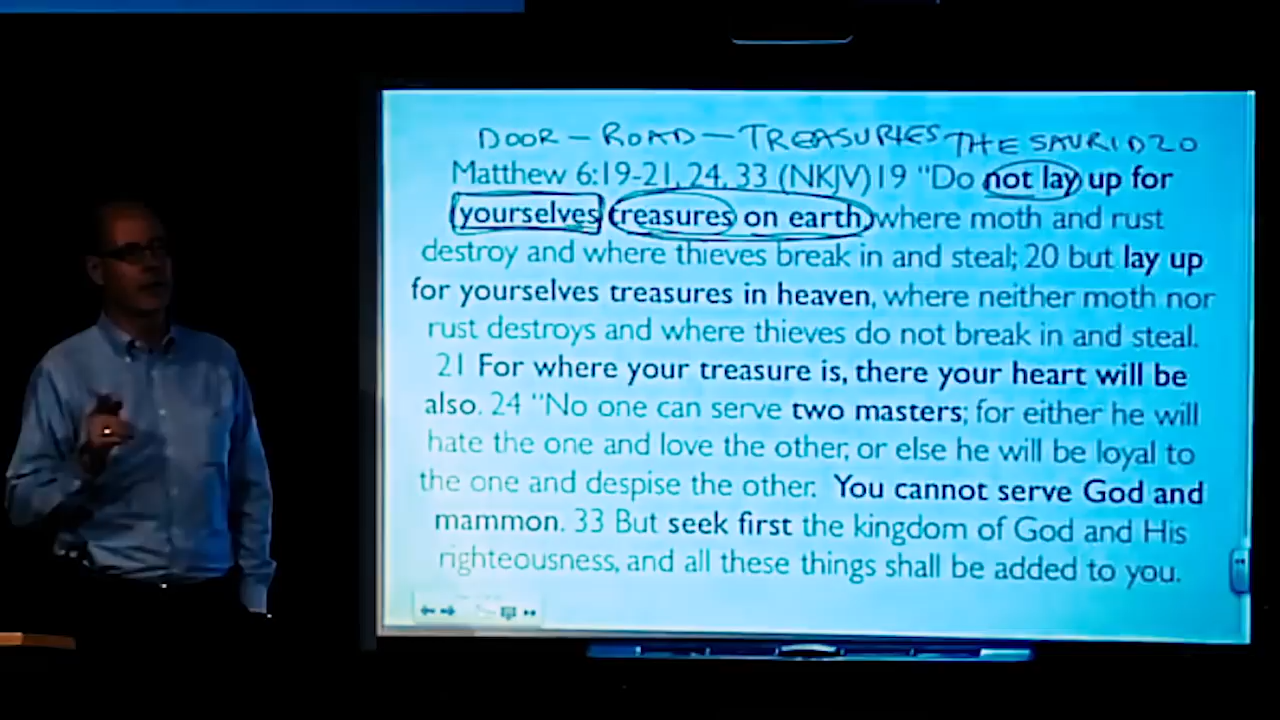 DOOR – ROAD – TREASURIES THE SAURIDZO
Matthew 6:19-21, 24, 33 (NKJV) 19 "Do not lay up for
yourselves treasures on earth, where moth and rust
destroy and where thieves break in and steal; 20 but lay up
for yourselves treasures in heaven, where neither moth nor
rust destroys and where thieves do not break in and steal.
21 For where your treasure is, there your heart will be
also. 24 "No one can serve two masters; for either he will
hate the one and love the other, or else he will be loyal to
the one and despise the other. You cannot serve God and
mammon. 33 But seek first the kingdom of God and His
righteousness, and all these things shall be added to you.